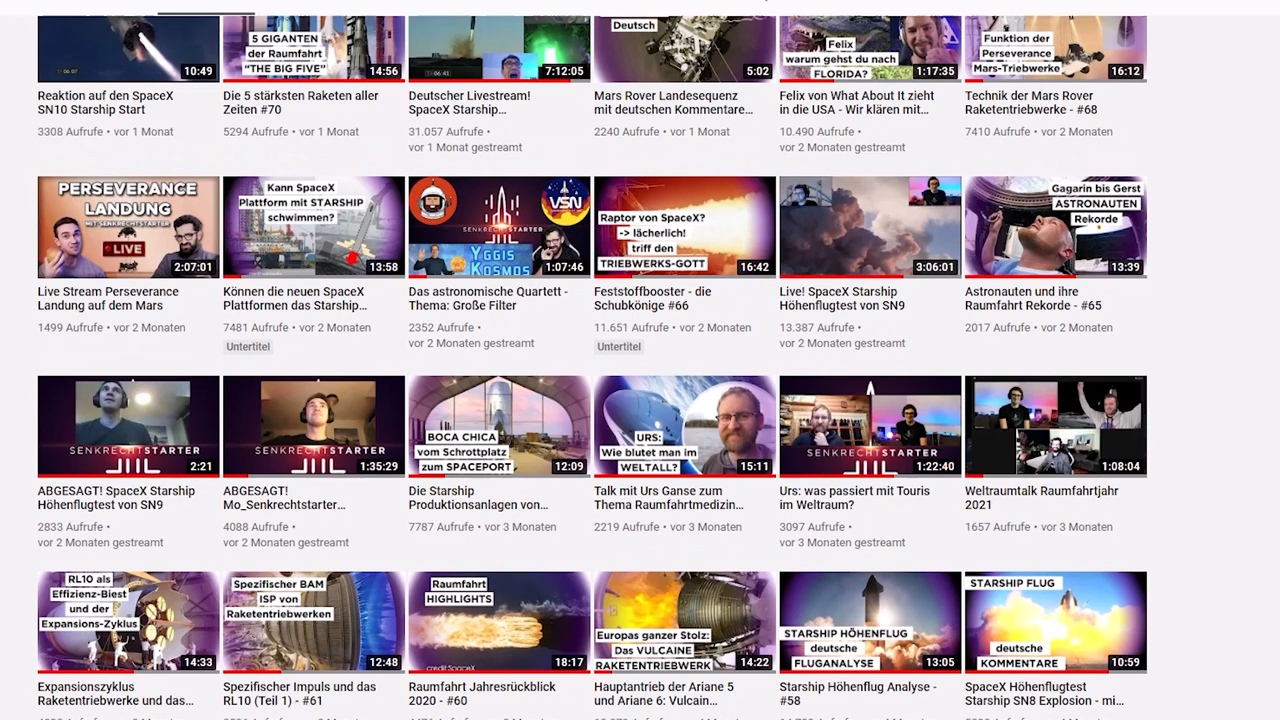 10:49
5 GIGANTEN
der Raumfahrt
"THE BIG FIVE"
14:56
7:12:05
Deutsch
5:02
Felix
warum gehst du nach
FLORIDA?
1:17:35
Funktion der
Perseverance
Mars-Triebwerke
16:12
Reaktion auf den SpaceX
SN10 Starship Start
3308 Aufrufe • vor 1 Monat
Die 5 stärksten Raketen aller
Zeiten #70
5294 Aufrufe • vor 1 Monat
Deutscher Livestream!
SpaceX Starship…
31.057 Aufrufe •
vor 1 Monat gestreamt
Mars Rover Landesequenz
mit deutschen Kommentare…
2240 Aufrufe • vor 1 Monat
Felix von What About It zieht
in die USA - Wir klären mit…
10.490 Aufrufe •
vor 2 Monaten gestreamt
Technik der Mars Rover
Raketentriebwerke - #68
7410 Aufrufe • vor 2 Monaten
PERSEVERANCE
LANDUNG
MIT SENKRECHTSTARTER
LIVE
2:07:01
Kann SpaceX
Plattform mit STARSHIP
schwimmen?
13:58
VSN
SENKRECHTSTARTER
YGGIS
KOSMOS
1:07:46
Raptor von SpaceX?
-> lächerlich!
triff den
TRIEBWERKS-GOTT
16:42
3:06:01
Gagarin bis Gerst
ASTRONAUTEN
Rekorde
13:39
Live Stream Perseverance
Landung auf dem Mars
1499 Aufrufe • vor 2 Monaten
Können die neuen SpaceX
Plattformen das Starship…
7481 Aufrufe • vor 2 Monaten
Untertitel
Das astronomische Quartett -
Thema: Große Filter
2352 Aufrufe •
vor 2 Monaten gestreamt
Feststoffbooster - die
Schubkönige #66
11.651 Aufrufe • vor 2 Monaten
Untertitel
Live! SpaceX Starship
Höhenflugtest von SN9
13.387 Aufrufe •
vor 2 Monaten gestreamt
Astronauten und ihre
Raumfahrt Rekorde - #65
2017 Aufrufe • vor 2 Monaten
SENKRECHTSTARTER
2:21
SENKRECHTSTARTER
1:35:29
BOCA CHICA
vom Schrottplatz
zum SPACEPORT
12:09
URS:
Wie blutet man im
WELTALL?
15:11
SENKRECHTSTARTER
1:22:40
1:08:04
ABGESAGT! SpaceX Starship
Höhenflugtest von SN9
2833 Aufrufe •
vor 2 Monaten gestreamt
ABGESAGT!
Mo_Senkrechtstarter…
4088 Aufrufe •
vor 2 Monaten gestreamt
Die Starship
Produktionsanlagen von…
7787 Aufrufe • vor 3 Monaten
Talk mit Urs Ganse zum
Thema Raumfahrtmedizin…
2219 Aufrufe • vor 3 Monaten
Urs: was passiert mit Touris
im Weltraum?
3097 Aufrufe •
vor 3 Monaten gestreamt
Weltraumtalk Raumfahrtjahr
2021
1657 Aufrufe • vor 3 Monaten
RL10 als
Effizienz-Biest
und der
Expansions-Zyklus
14:33
Spezifischer BAM
ISP von
Raketentriebwerken
12:48
Raumfahrt
HIGHLIGHTS
credit SpaceX
18:17
Europas ganzer Stolz:
Das VULCAINE
RAKETENTRIEBWERK
14:22
STARSHIP HÖHENFLUG
deutsche
FLUGANALYSE
13:05
STARSHIP FLUG
deutsche
KOMMENTARE
10:59
Expansionszyklus
Raketentriebwerke und das…
Spezifischer Impuls und das
RL10 (Teil 1) - #61
Raumfahrt Jahresrückblick
2020 - #60
Hauptantrieb der Ariane 5
und Ariane 6: Vulcain…
Starship Höhenflug Analyse -
#58
SpaceX Höhenflugtest
Starship SN8 Explosion - mi…